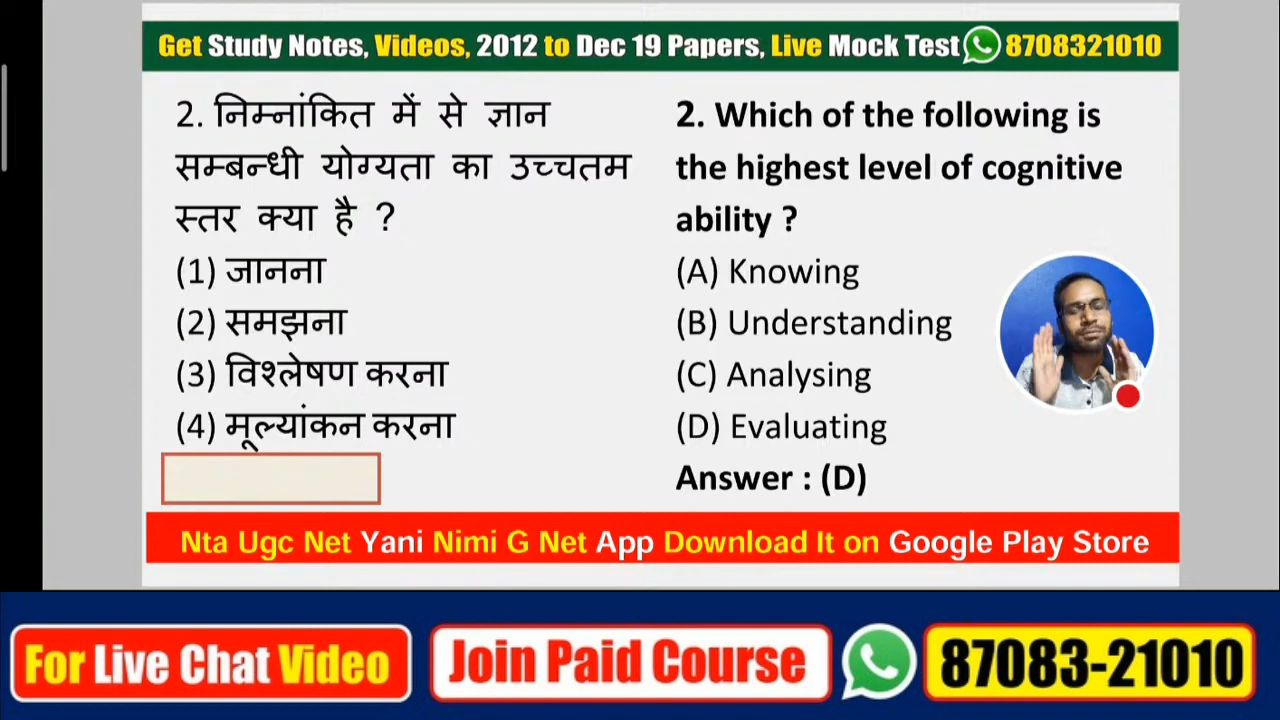 Get Study Notes, Videos, 2012 to Dec 19 Papers, Live Mock Test 8708321010
2. निम्नांकित में से ज्ञान
सम्बन्धी योग्यता का उच्चतम
स्तर क्या है ?
(1) जानना
(2) समझना
(3) विश्लेषण करना
(4) मूल्यांकन करना
2. Which of the following is
the highest level of cognitive
ability ?
(A) Knowing
(B) Understanding
(C) Analysing
(D) Evaluating
Answer : (D)
Nta Ugc Net Yani Nimi G Net App Download It on Google Play Store
For Live Chat Video
Join Paid Course
87083-21010